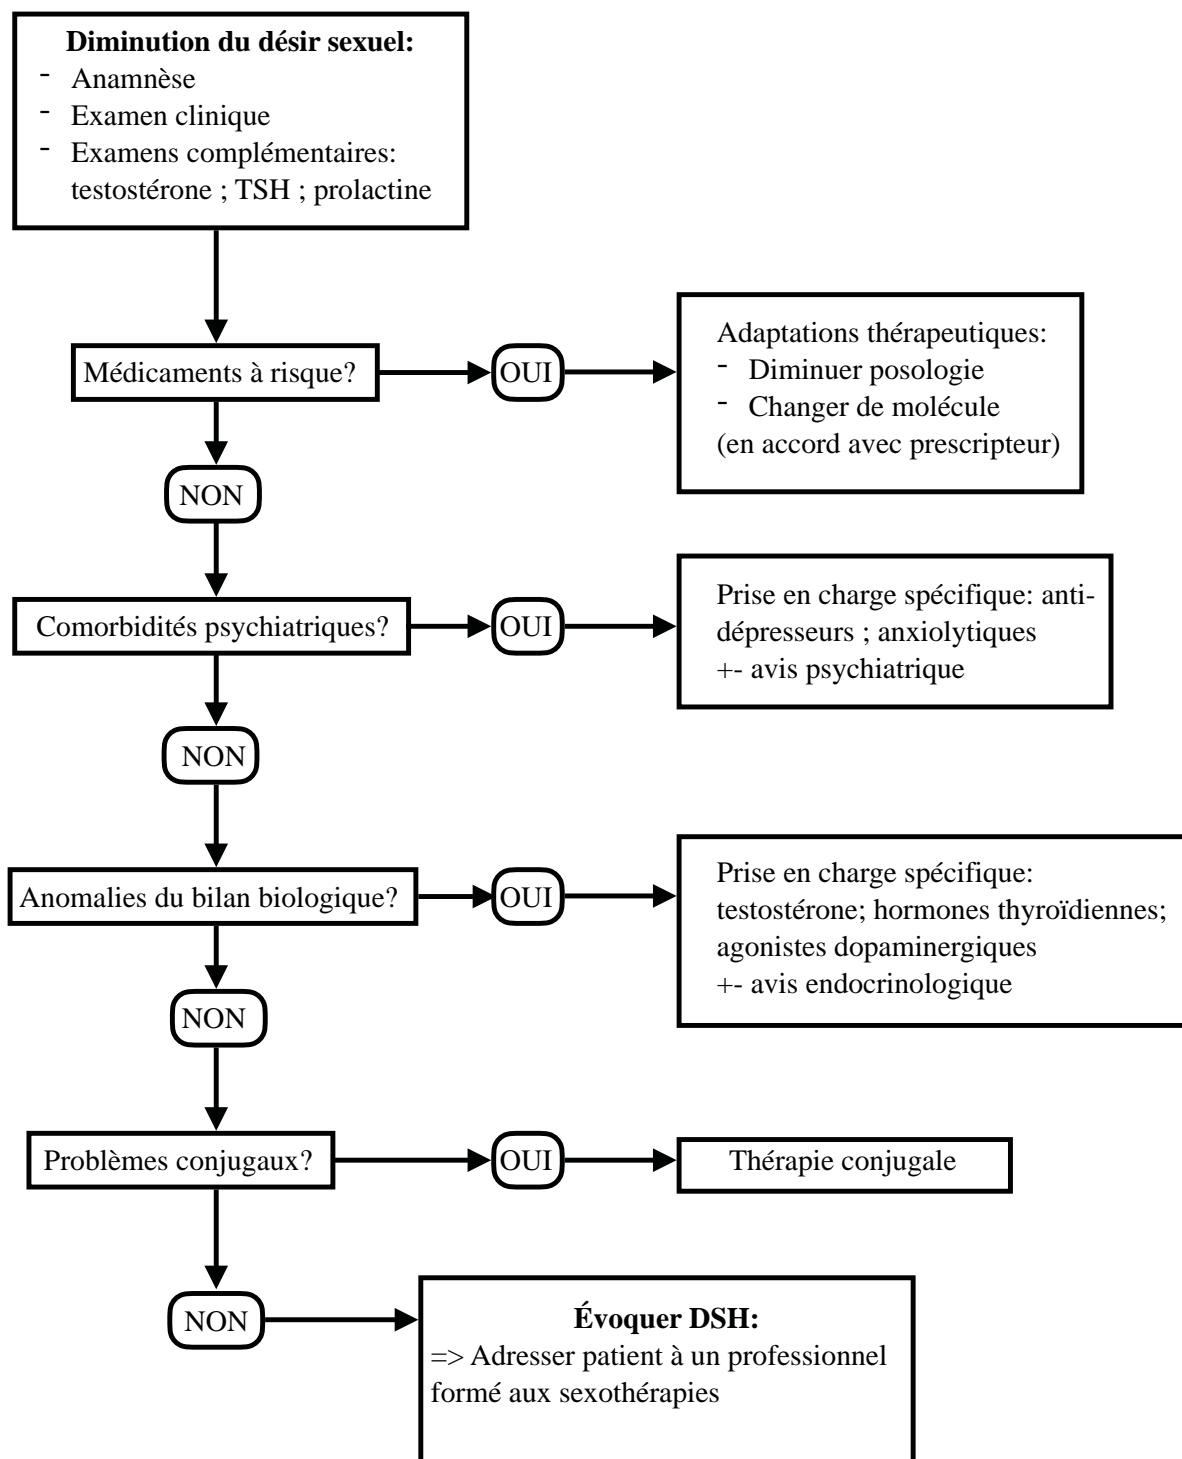 Diminution du désir sexuel:
- Anamnèse
- Examen clinique
- Examens complémentaires:
testostérone ; TSH ; prolactine
Médicaments à risque?
OUI
Adaptations thérapeutiques:
- Diminuer posologie
- Changer de molécule
(en accord avec prescripteur)
NON
Comorbidités psychiatriques?
OUI
Prise en charge spécifique: anti-
dépresseurs ; anxiolytiques
+- avis psychiatrique
NON
Anomalies du bilan biologique?
OUI
Prise en charge spécifique:
testostérone; hormones thyroïdiennes;
agonistes dopaminergiques
+- avis endocrinologique
NON
Problèmes conjugaux?
OUI
Thérapie conjugale
NON
Évoquer DSH:
=> Adresser patient à un professionnel
formé aux sexothérapies